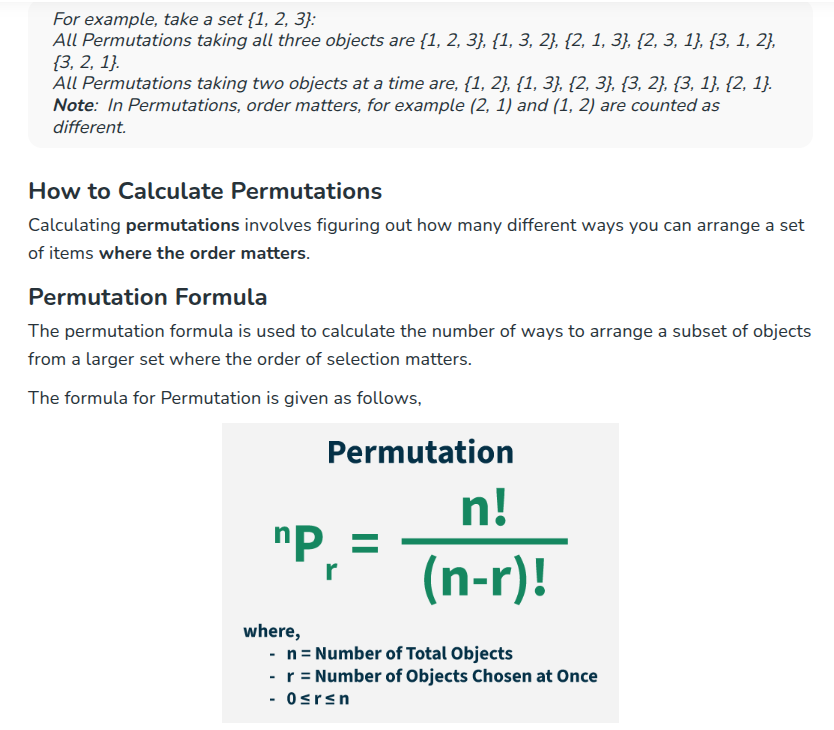 For example, take a set {1, 2, 3}:
All Permutations taking all three objects are {1, 2, 3}, {1, 3, 2}, {2, 1, 3}, {2, 3, 1}, {3, 1, 2},
{3, 2, 1}.
All Permutations taking two objects at a time are, {1, 2}, {1, 3}, {2, 3}, {3, 2}, {3, 1}, {2, 1}.
Note: In Permutations, order matters, for example (2, 1) and (1, 2) are counted as
different.
How to Calculate Permutations
Calculating permutations involves figuring out how many different ways you can arrange a set
of items where the order matters.
Permutation Formula
The permutation formula is used to calculate the number of ways to arrange a subset of objects
from a larger set where the order of selection matters.
The formula for Permutation is given as follows,
Permutation
ⁿPᵣ = n! / (n-r)!
where,
- n = Number of Total Objects
- r = Number of Objects Chosen at Once
- 0 ≤ r ≤ n